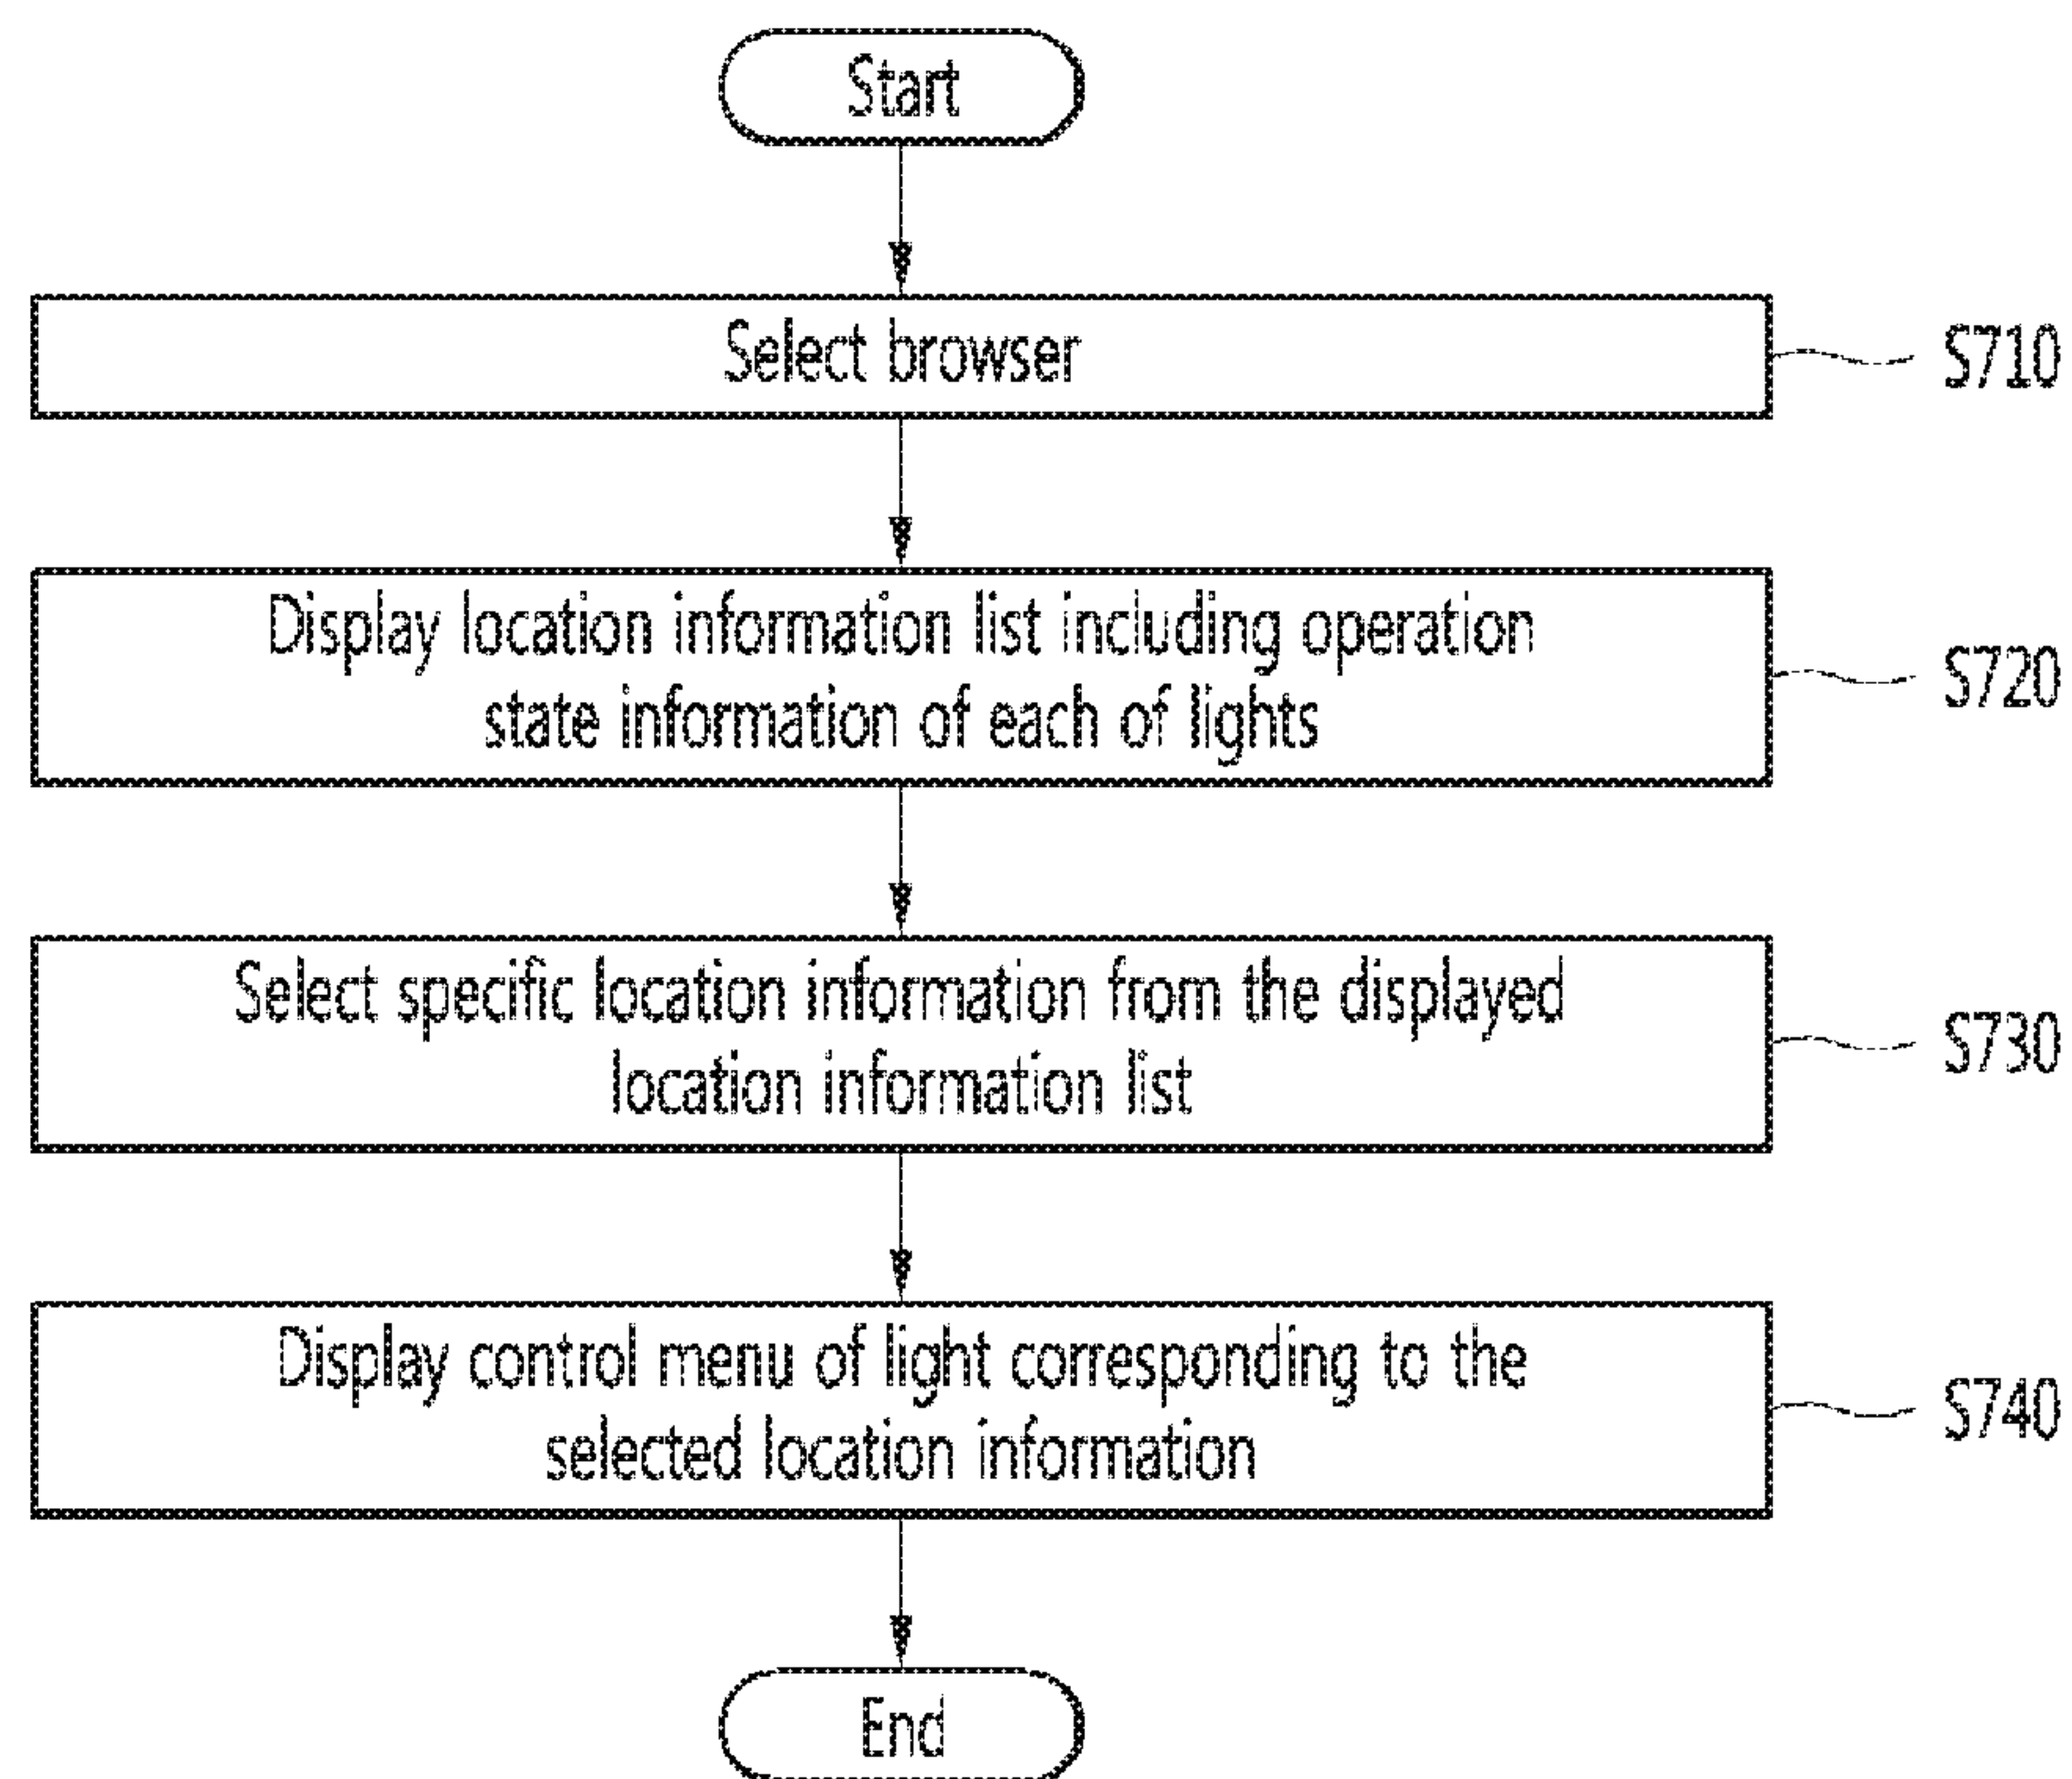 Start
Select browser
S710
Display location information list including operation
state information of each of lights
S720
Select specific location information from the displayed
location information list
S730
Display control menu of light corresponding to the
selected location information
S740
End